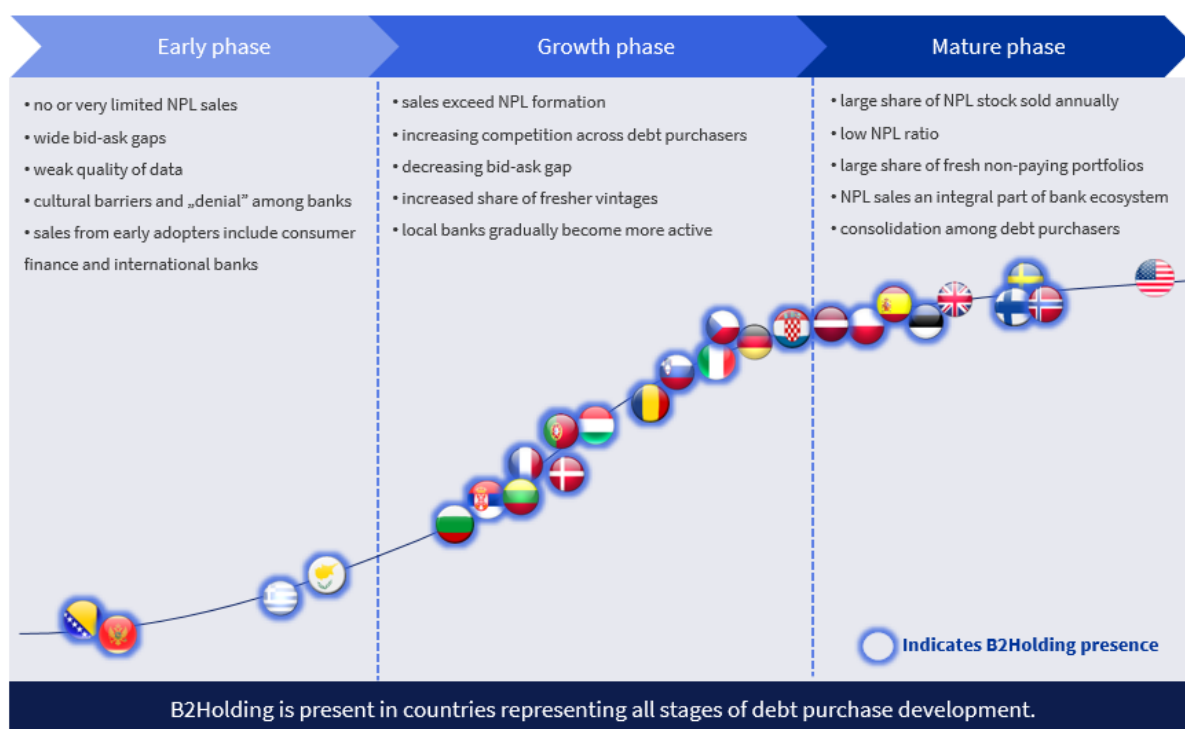 Early phase
Growth phase
Mature phase
• no or very limited NPL sales
• wide bid-ask gaps
• weak quality of data
• cultural barriers and „denial” among banks
• sales from early adopters include consumer
finance and international banks
• sales exceed NPL formation
• increasing competition across debt purchasers
• decreasing bid-ask gap
• increased share of fresher vintages
• local banks gradually become more active
• large share of NPL stock sold annually
• low NPL ratio
• large share of fresh non-paying portfolios
• NPL sales an integral part of bank ecosystem
• consolidation among debt purchasers
Indicates B2Holding presence
B2Holding is present in countries representing all stages of debt purchase development.